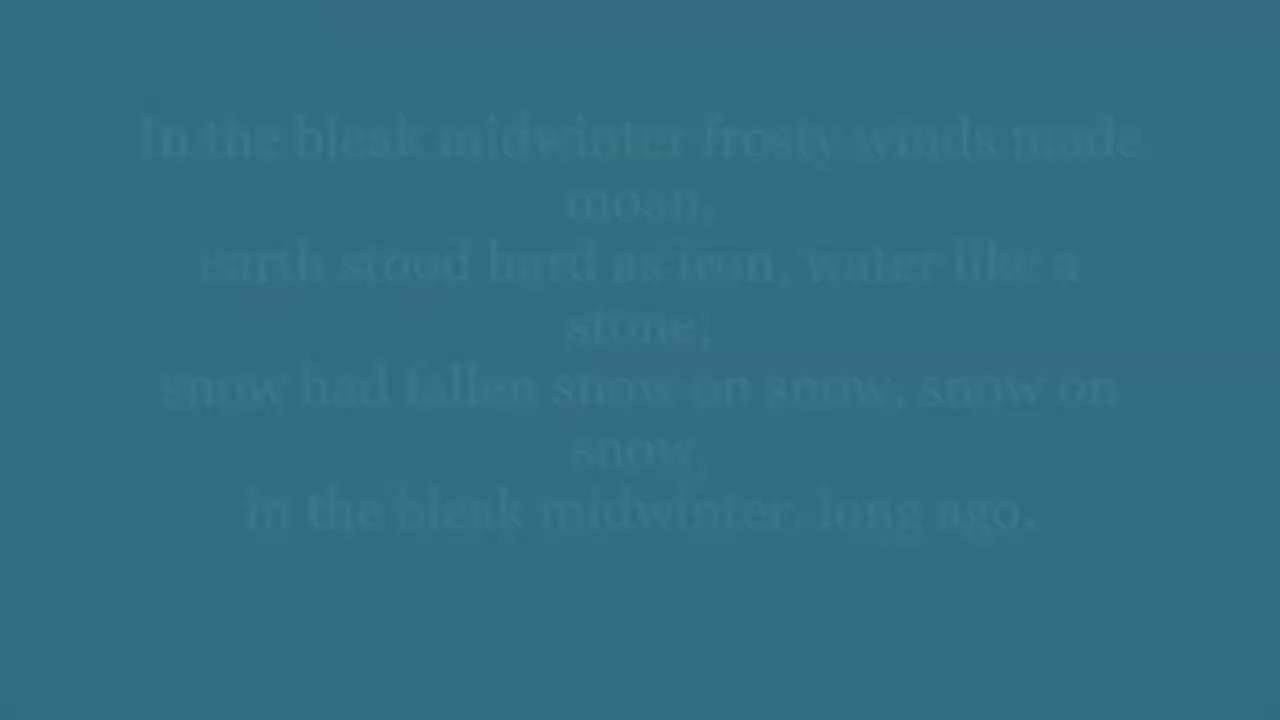 In the bleak midwinter frosty winds made
moan,
earth stood hard as iron, water like a
stone;
snow had fallen snow on snow, snow on
snow,
in the bleak midwinter, long ago.